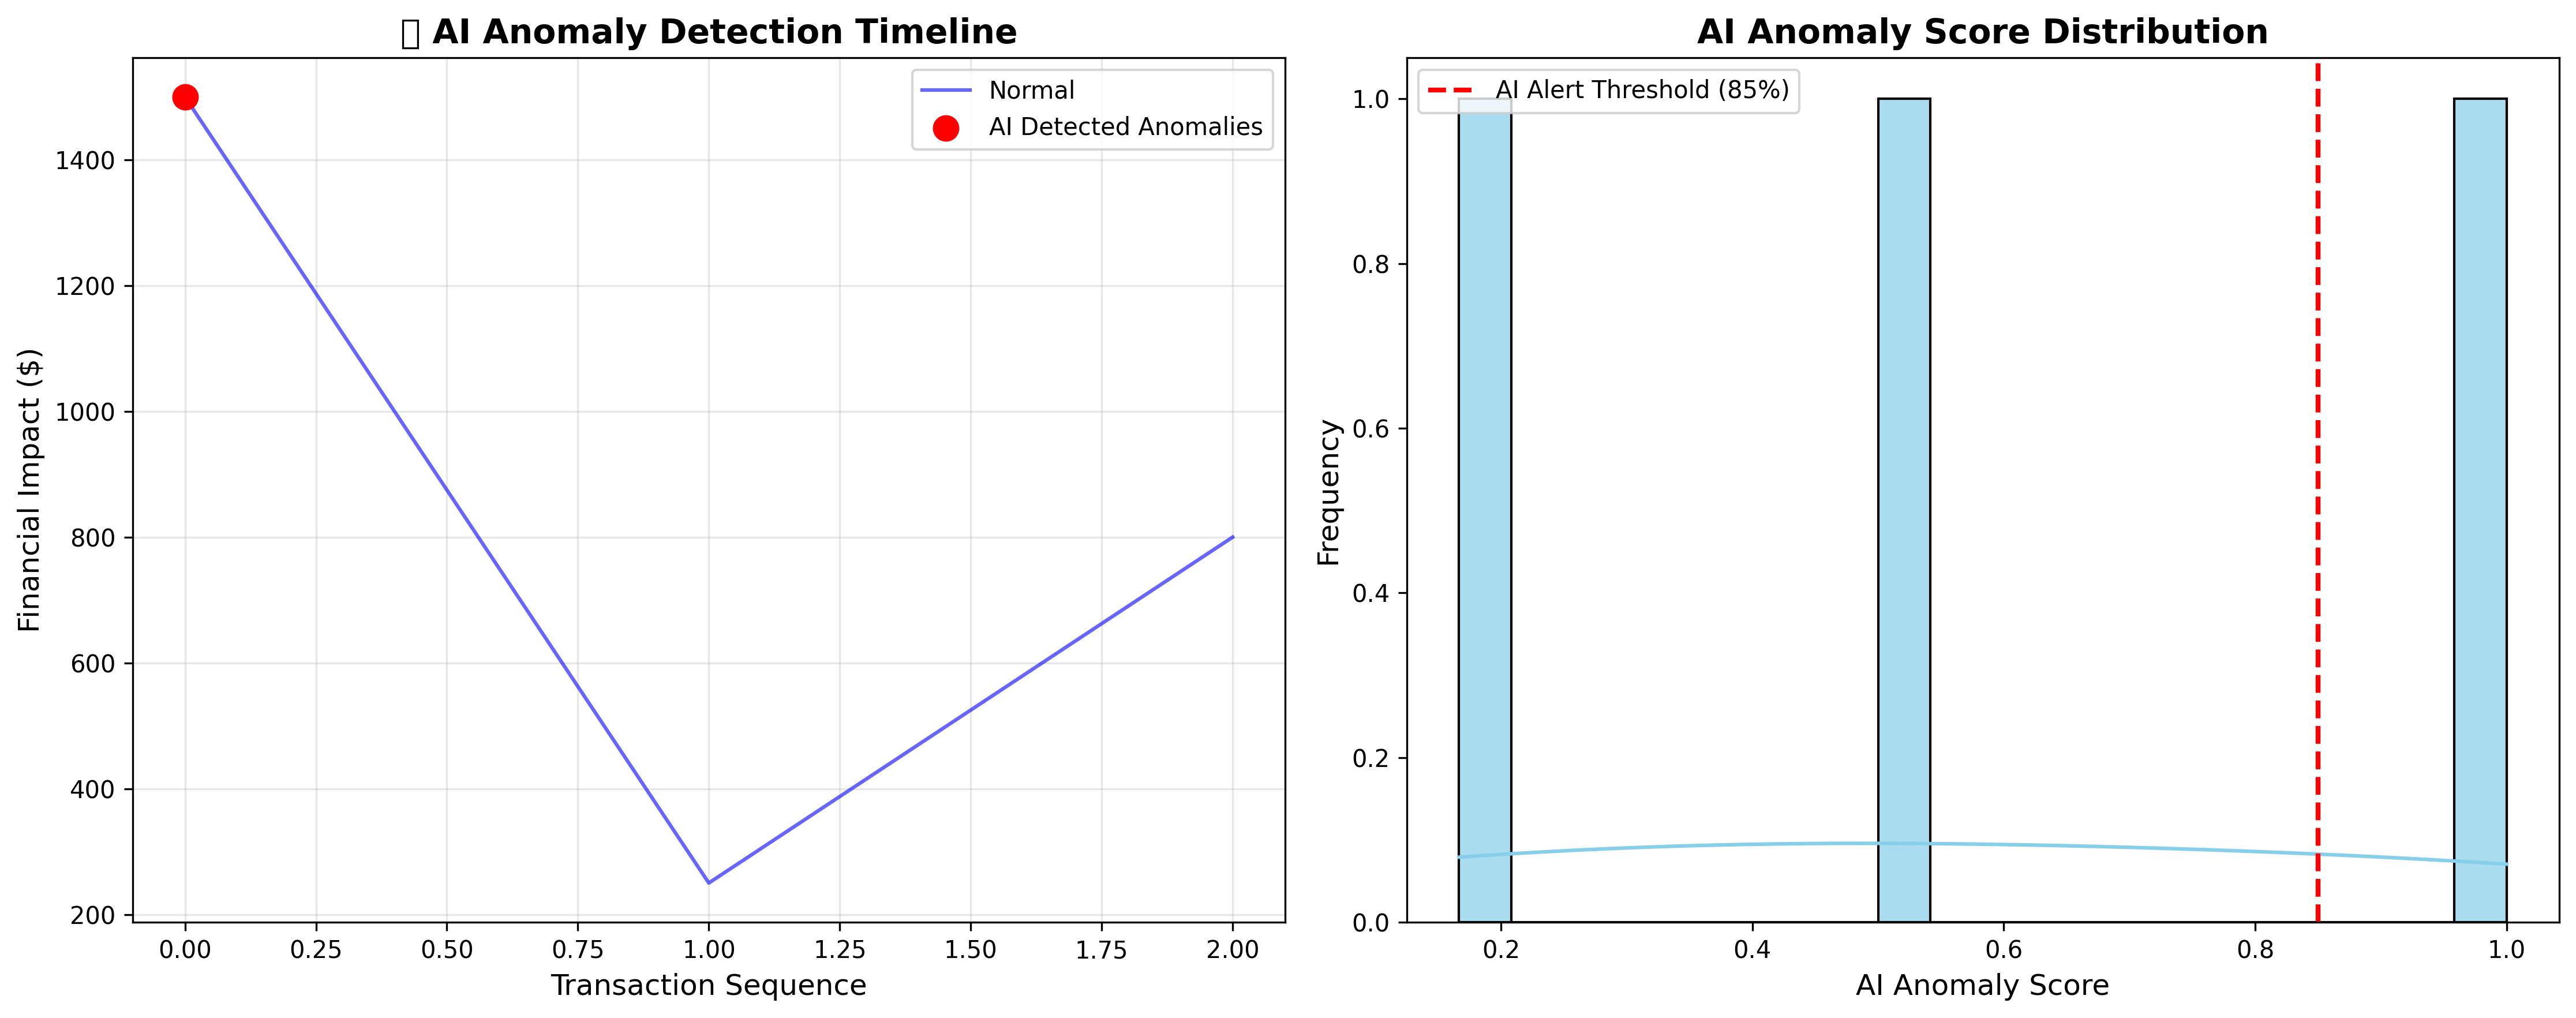 AI Anomaly Detection Timeline
Normal
AI Detected Anomalies
1400
1200
1000
800
600
400
200
Financial Impact ($)
0.00 0.25 0.50 0.75 1.00 1.25 1.50 1.75 2.00
Transaction Sequence
AI Anomaly Score Distribution
AI Alert Threshold (85%)
1.0
0.8
0.6
0.4
0.2
0.0
Frequency
0.2 0.4 0.6 0.8 1.0
AI Anomaly Score